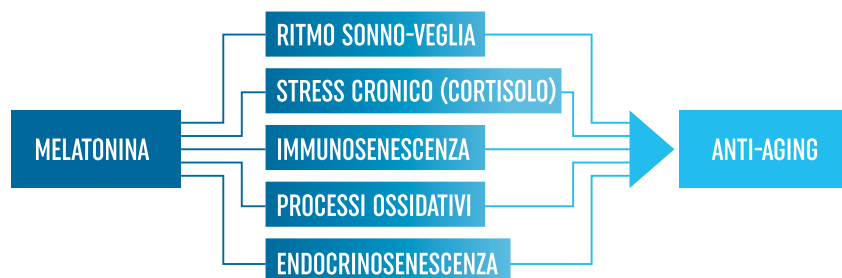 RITMO SONNO-VEGLIA
STRESS CRONICO (CORTISOLO)
MELATONINA
IMMUNOSENESCENZA
ANTI-AGING
PROCESSI OSSIDATIVI
ENDOCRINOSENESCENZA